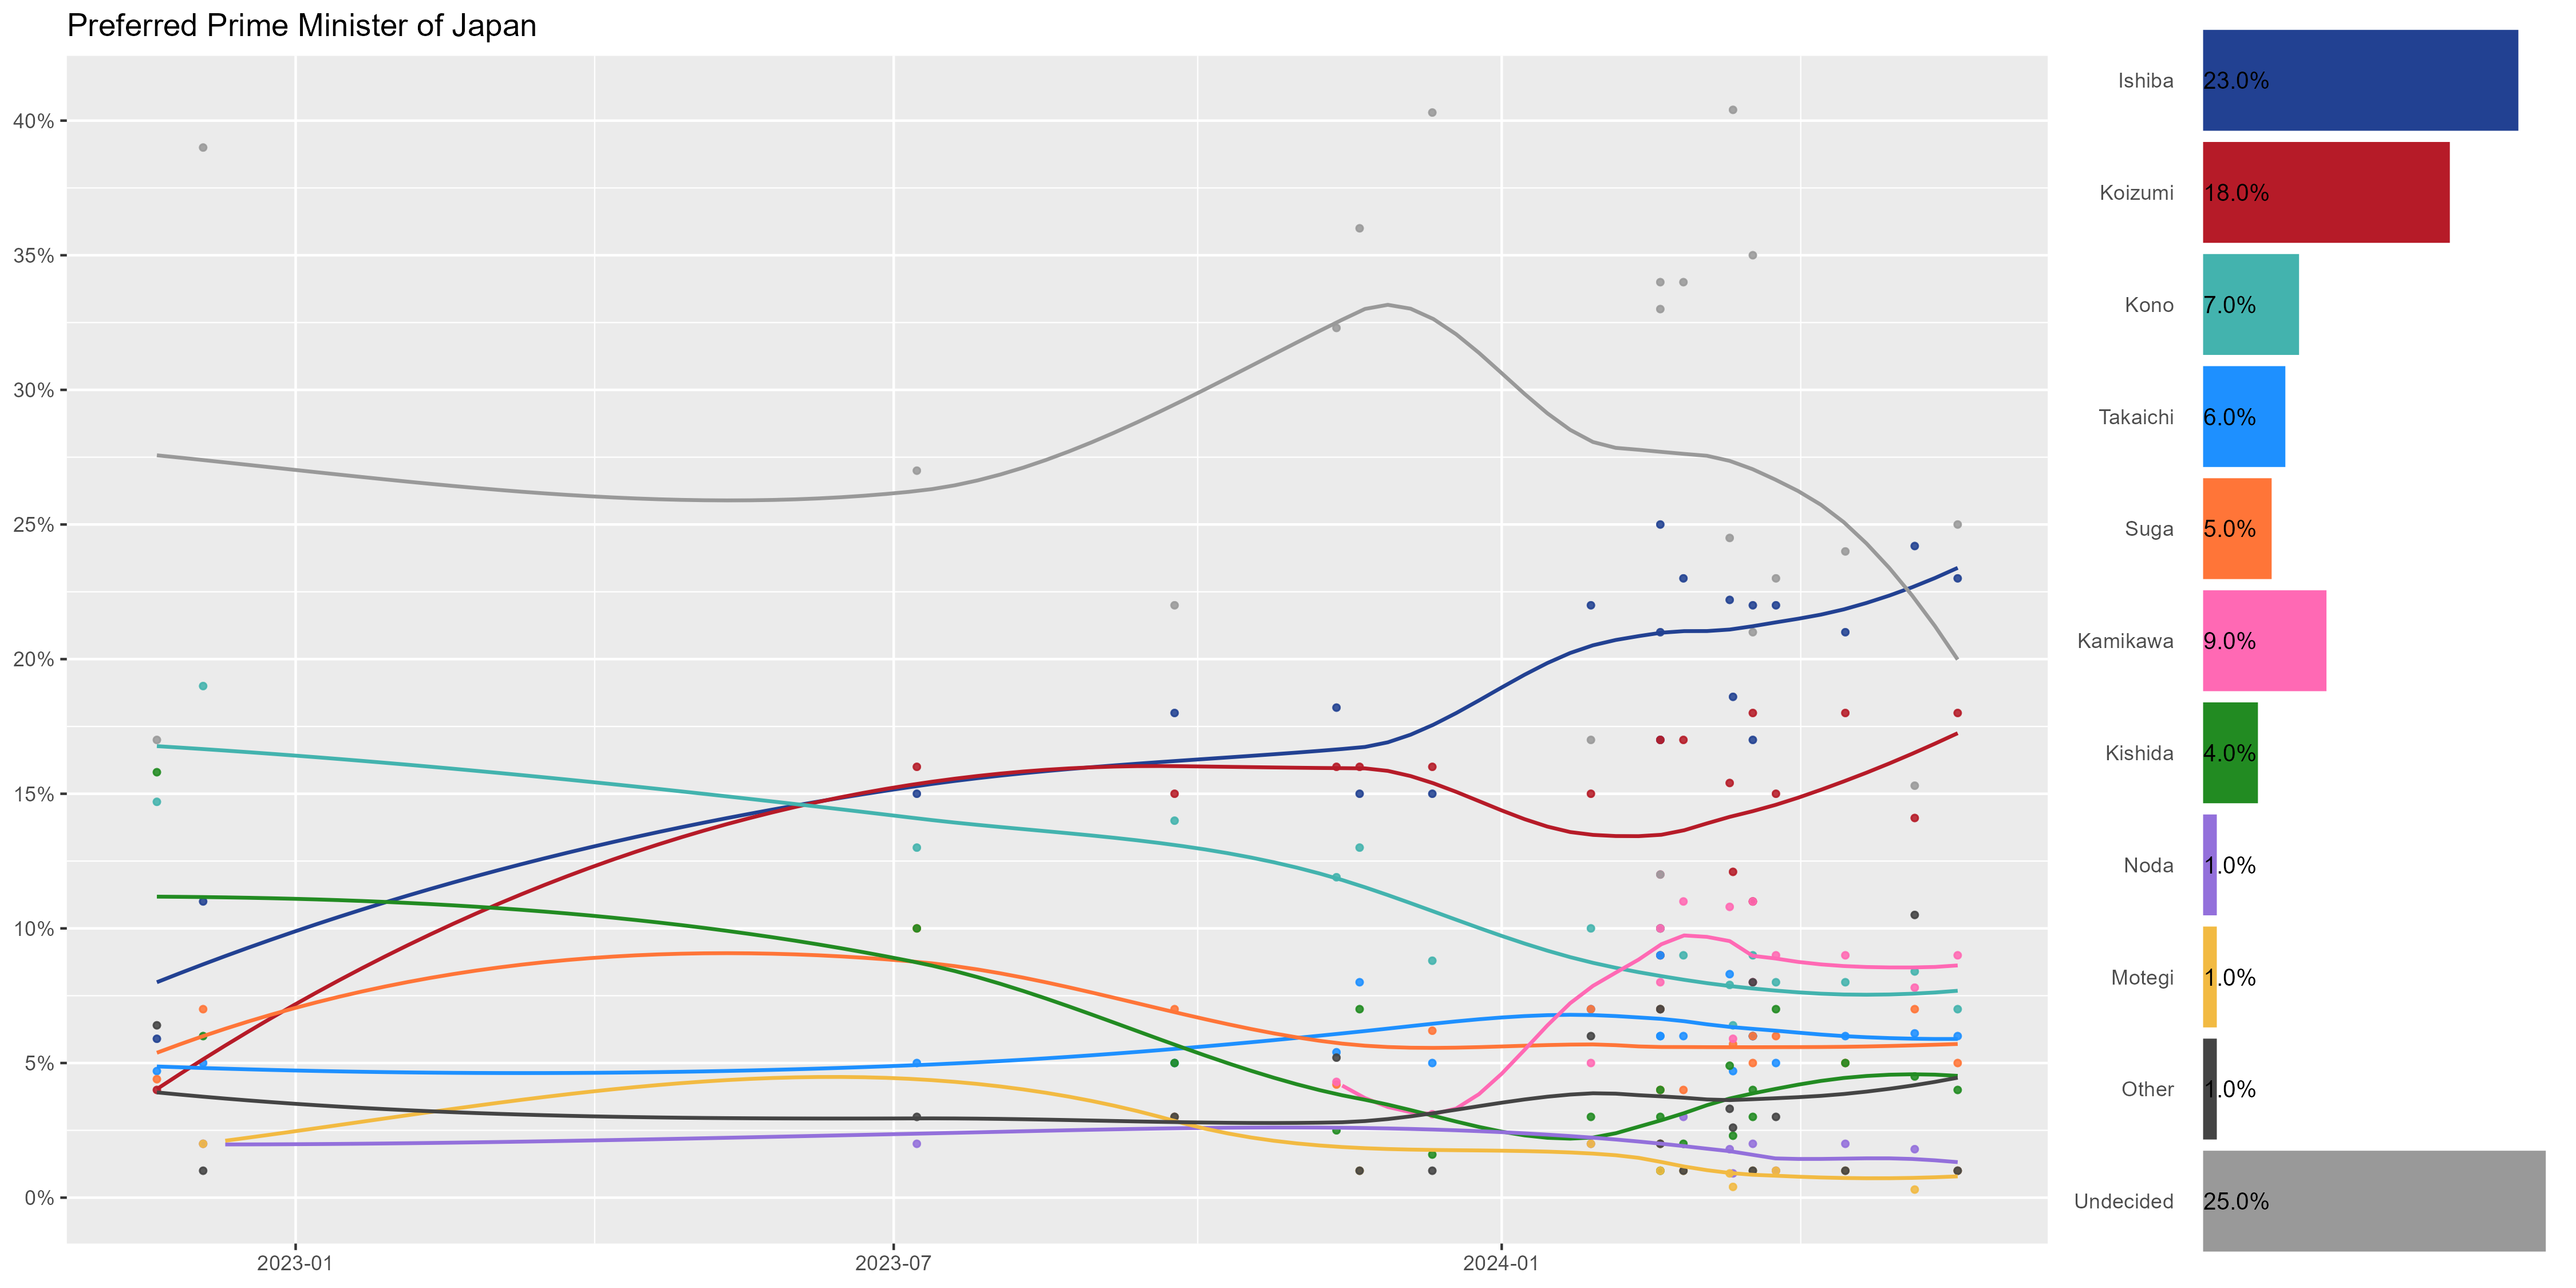 Preferred Prime Minister of Japan
40%
35%
30%
25%
20%
15%
10%
5%
0%
2023-01
2023-07
2024-01
Ishiba 23.0%
Koizumi 18.0%
Kono 7.0%
Takaichi 6.0%
Suga 5.0%
Kamikawa 9.0%
Kishida 4.0%
Noda 1.0%
Motegi 1.0%
Other 1.0%
Undecided 25.0%